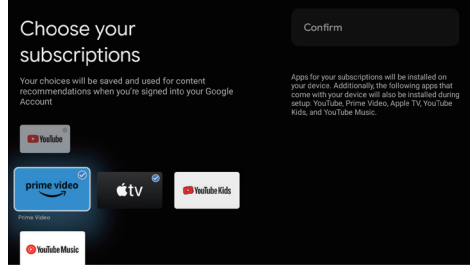 Choose your
subscriptions
Your choices will be saved and used for content
recommendations when you're signed into your Google
Account
YouTube
prime video
tv
YouTube Kids
Prime Video
YouTube Music
Confirm
Apps for your subscriptions will be installed on
your device. Additionally, the following apps that
come with your device will also be installed during
setup: YouTube, Prime Video, Apple TV, YouTube
Kids, and YouTube Music.